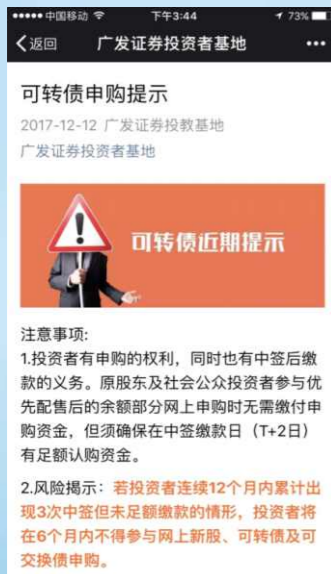 中国移动 下午3:44 73%
返回 广发证券投资者基地
可转债申购提示
2017-12-12 广发证券投教基地
广发证券投资者基地
可转债近期提示
注意事项:
1.投资者有申购的权利，同时也有中签后缴
款的义务。原股东及社会公众投资者参与优
先配售后的余额部分网上申购时无需缴付申
购资金，但须确保在中签缴款日（T+2日）
有足额认购资金。
2.风险揭示：若投资者连续12个月内累计出
现3次中签但未足额缴款的情形，投资者将
在6个月内不得参与网上新股、可转债及可
交换债申购。